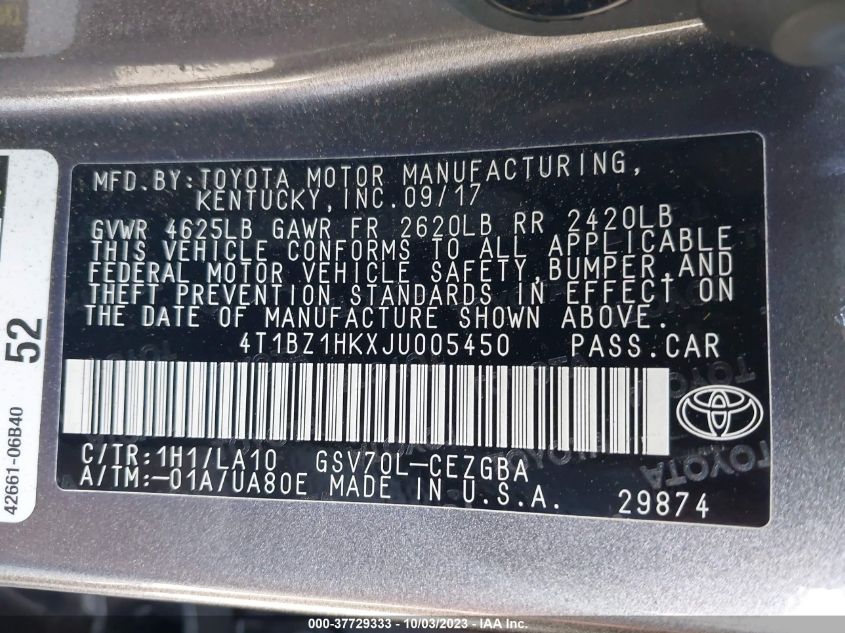 MFD.BY:TOYOTA MOTOR MANUFACTURING,
KENTUCKY,INC.09/17
GVWR 4625LB GAWR FR 2620LB RR 2420LB
THIS VEHICLE CONFORMS TO ALL APPLICABLE
FEDERAL MOTOR VEHICLE SAFETY,BUMPER,AND
THEFT PREVENTION STANDARDS IN EFFECT ON
THE DATE OF MANUFACTURE SHOWN ABOVE.
4T1BZ1HKXJU005450 PASS.CAR
C/TR:1H1/LA10 GSV70L-CEZGBA
A/TM:-01A/UA80E MADE IN U.S.A. 29874
TOYOTA
52
42661-06B40
000-37729333 - 10/03/2023 - IAAI Inc.